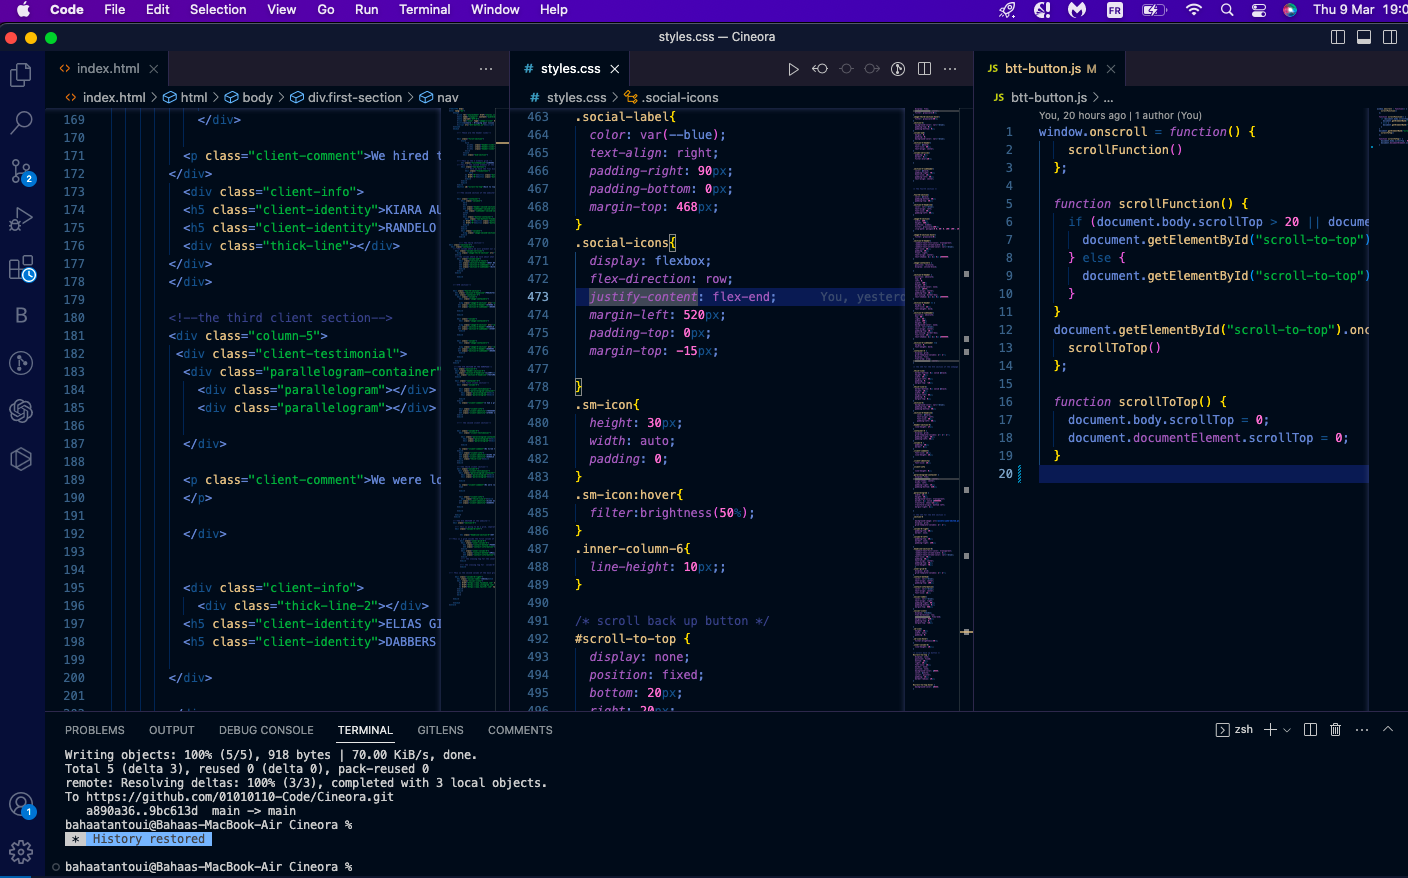 Code File Edit Selection View Go Run Terminal Window Help FR Thu 9 Mar 19:0
styles.css — Cineora
index.html
index.html > html > body > div.first-section > nav
169 </div>
170
171 <p class="client-comment">We hired t
172 </div>
173 <div class="client-info">
174 <h5 class="client-identity">KIARA AU
175 <h5 class="client-identity">RANDELO
176 <div class="thick-line"></div>
177 </div>
178 </div>
179
180 <!--the third client section-->
181 <div class="column-5">
182 <div class="client-testimonial">
183 <div class="parallelogram-container"
184 <div class="parallelogram"></div>
185 <div class="parallelogram"></div>
186
187 </div>
188
189 <p class="client-comment">We were lo
190 </p>
191
192 </div>
193
194
195 <div class="client-info">
196 <div class="thick-line-2"></div>
197 <h5 class="client-identity">ELIAS GI
198 <h5 class="client-identity">DABBERS
199
200 </div>
201
# styles.css
# styles.css > .social-icons
463 .social-label{
464 color: var(--blue);
465 text-align: right;
466 padding-right: 90px;
467 padding-bottom: 0px;
468 margin-top: 468px;
469 }
470 .social-icons{
471 display: flexbox;
472 flex-direction: row;
473 justify-content: flex-end; You, yesterd
474 margin-left: 520px;
475 padding-top: 0px;
476 margin-top: -15px;
477
478 }
479 .sm-icon{
480 height: 30px;
481 width: auto;
482 padding: 0;
483 }
484 .sm-icon:hover{
485 filter:brightness(50%);
486 }
487 .inner-column-6{
488 line-height: 10px;;
489 }
490
491 /* scroll back up button */
492 #scroll-to-top {
493 display: none;
494 position: fixed;
495 bottom: 20px;
496 right: 20px;
JS btt-button.js M
JS btt-button.js > ...
You, 20 hours ago | 1 author (You)
1 window.onscroll = function() {
2 scrollFunction()
3 };
4
5 function scrollFunction() {
6 if (document.body.scrollTop > 20 || docume
7 document.getElementById("scroll-to-top")
8 } else {
9 document.getElementById("scroll-to-top")
10 }
11 }
12 document.getElementById("scroll-to-top").onc
13 scrollToTop()
14 };
15
16 function scrollToTop() {
17 document.body.scrollTop = 0;
18 document.documentElement.scrollTop = 0;
19 }
20
2
B
1
PROBLEMS OUTPUT DEBUG CONSOLE TERMINAL GITLENS COMMENTS zsh
Writing objects: 100% (5/5), 918 bytes | 70.00 KiB/s, done.
Total 5 (delta 3), reused 0 (delta 0), pack-reused 0
remote: Resolving deltas: 100% (3/3), completed with 3 local objects.
To https://github.com/01010110-Code/Cineora.git
a890a36..9bc613d main -> main
bahaatantoui@Bahaas-MacBook-Air Cineora %
* History restored
bahaatantoui@Bahaas-MacBook-Air Cineora %